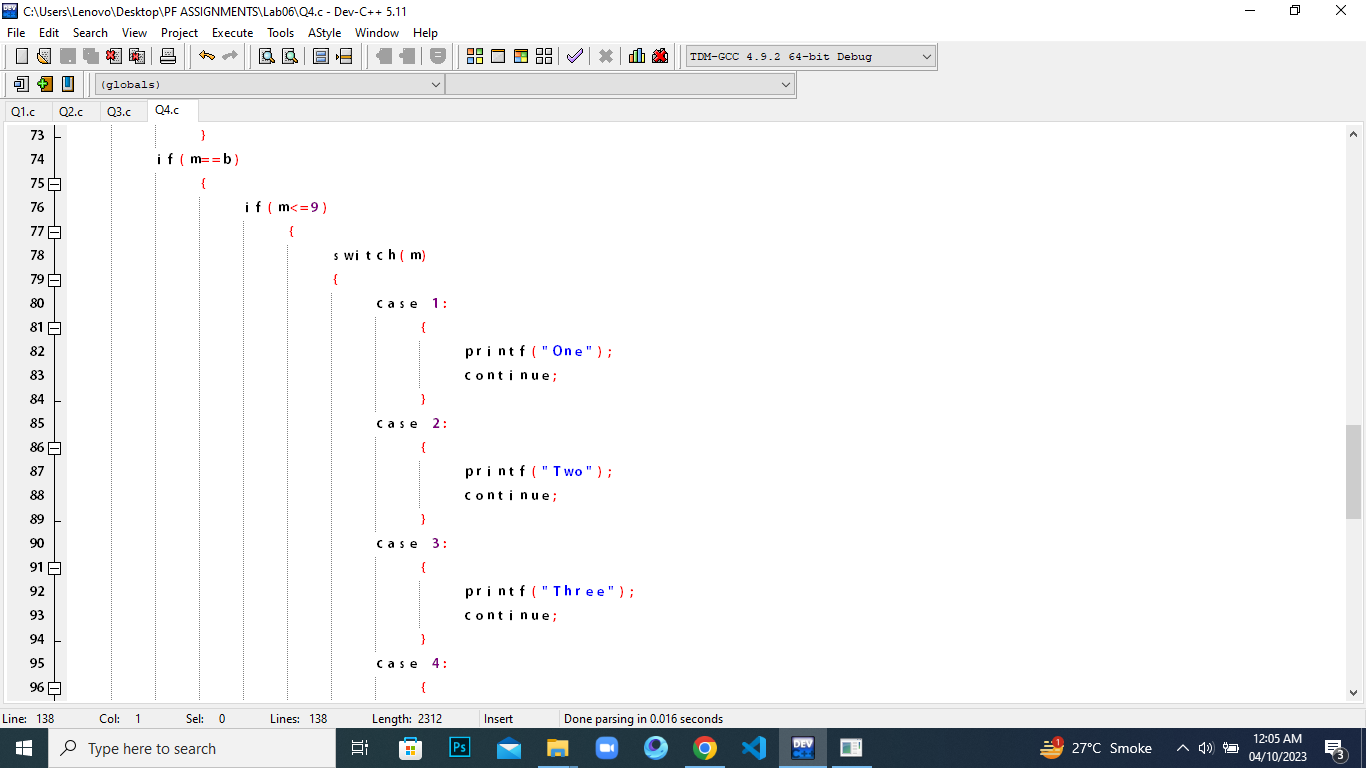 C:\Users\Lenovo\Desktop\PF ASSIGNMENTS\Lab06\Q4.c - Dev-C++ 5.11
File Edit Search View Project Execute Tools AStyle Window Help
TDM-GCC 4.9.2 64-bit Debug
(globals)
Q1.c Q2.c Q3.c Q4.c
73 }
74 if(m==b)
75 {
76 if(m<=9)
77 {
78 switch(m)
79 {
80 case 1:
81 {
82 printf("One");
83 continue;
84 }
85 case 2:
86 {
87 printf("Two");
88 continue;
89 }
90 case 3:
91 {
92 printf("Three");
93 continue;
94 }
95 case 4:
96 {
Line: 138 Col: 1 Sel: 0 Lines: 138 Length: 2312 Insert Done parsing in 0.016 seconds
Type here to search
Ps
DEV
1
27°C Smoke
12:05 AM
04/10/2023
3